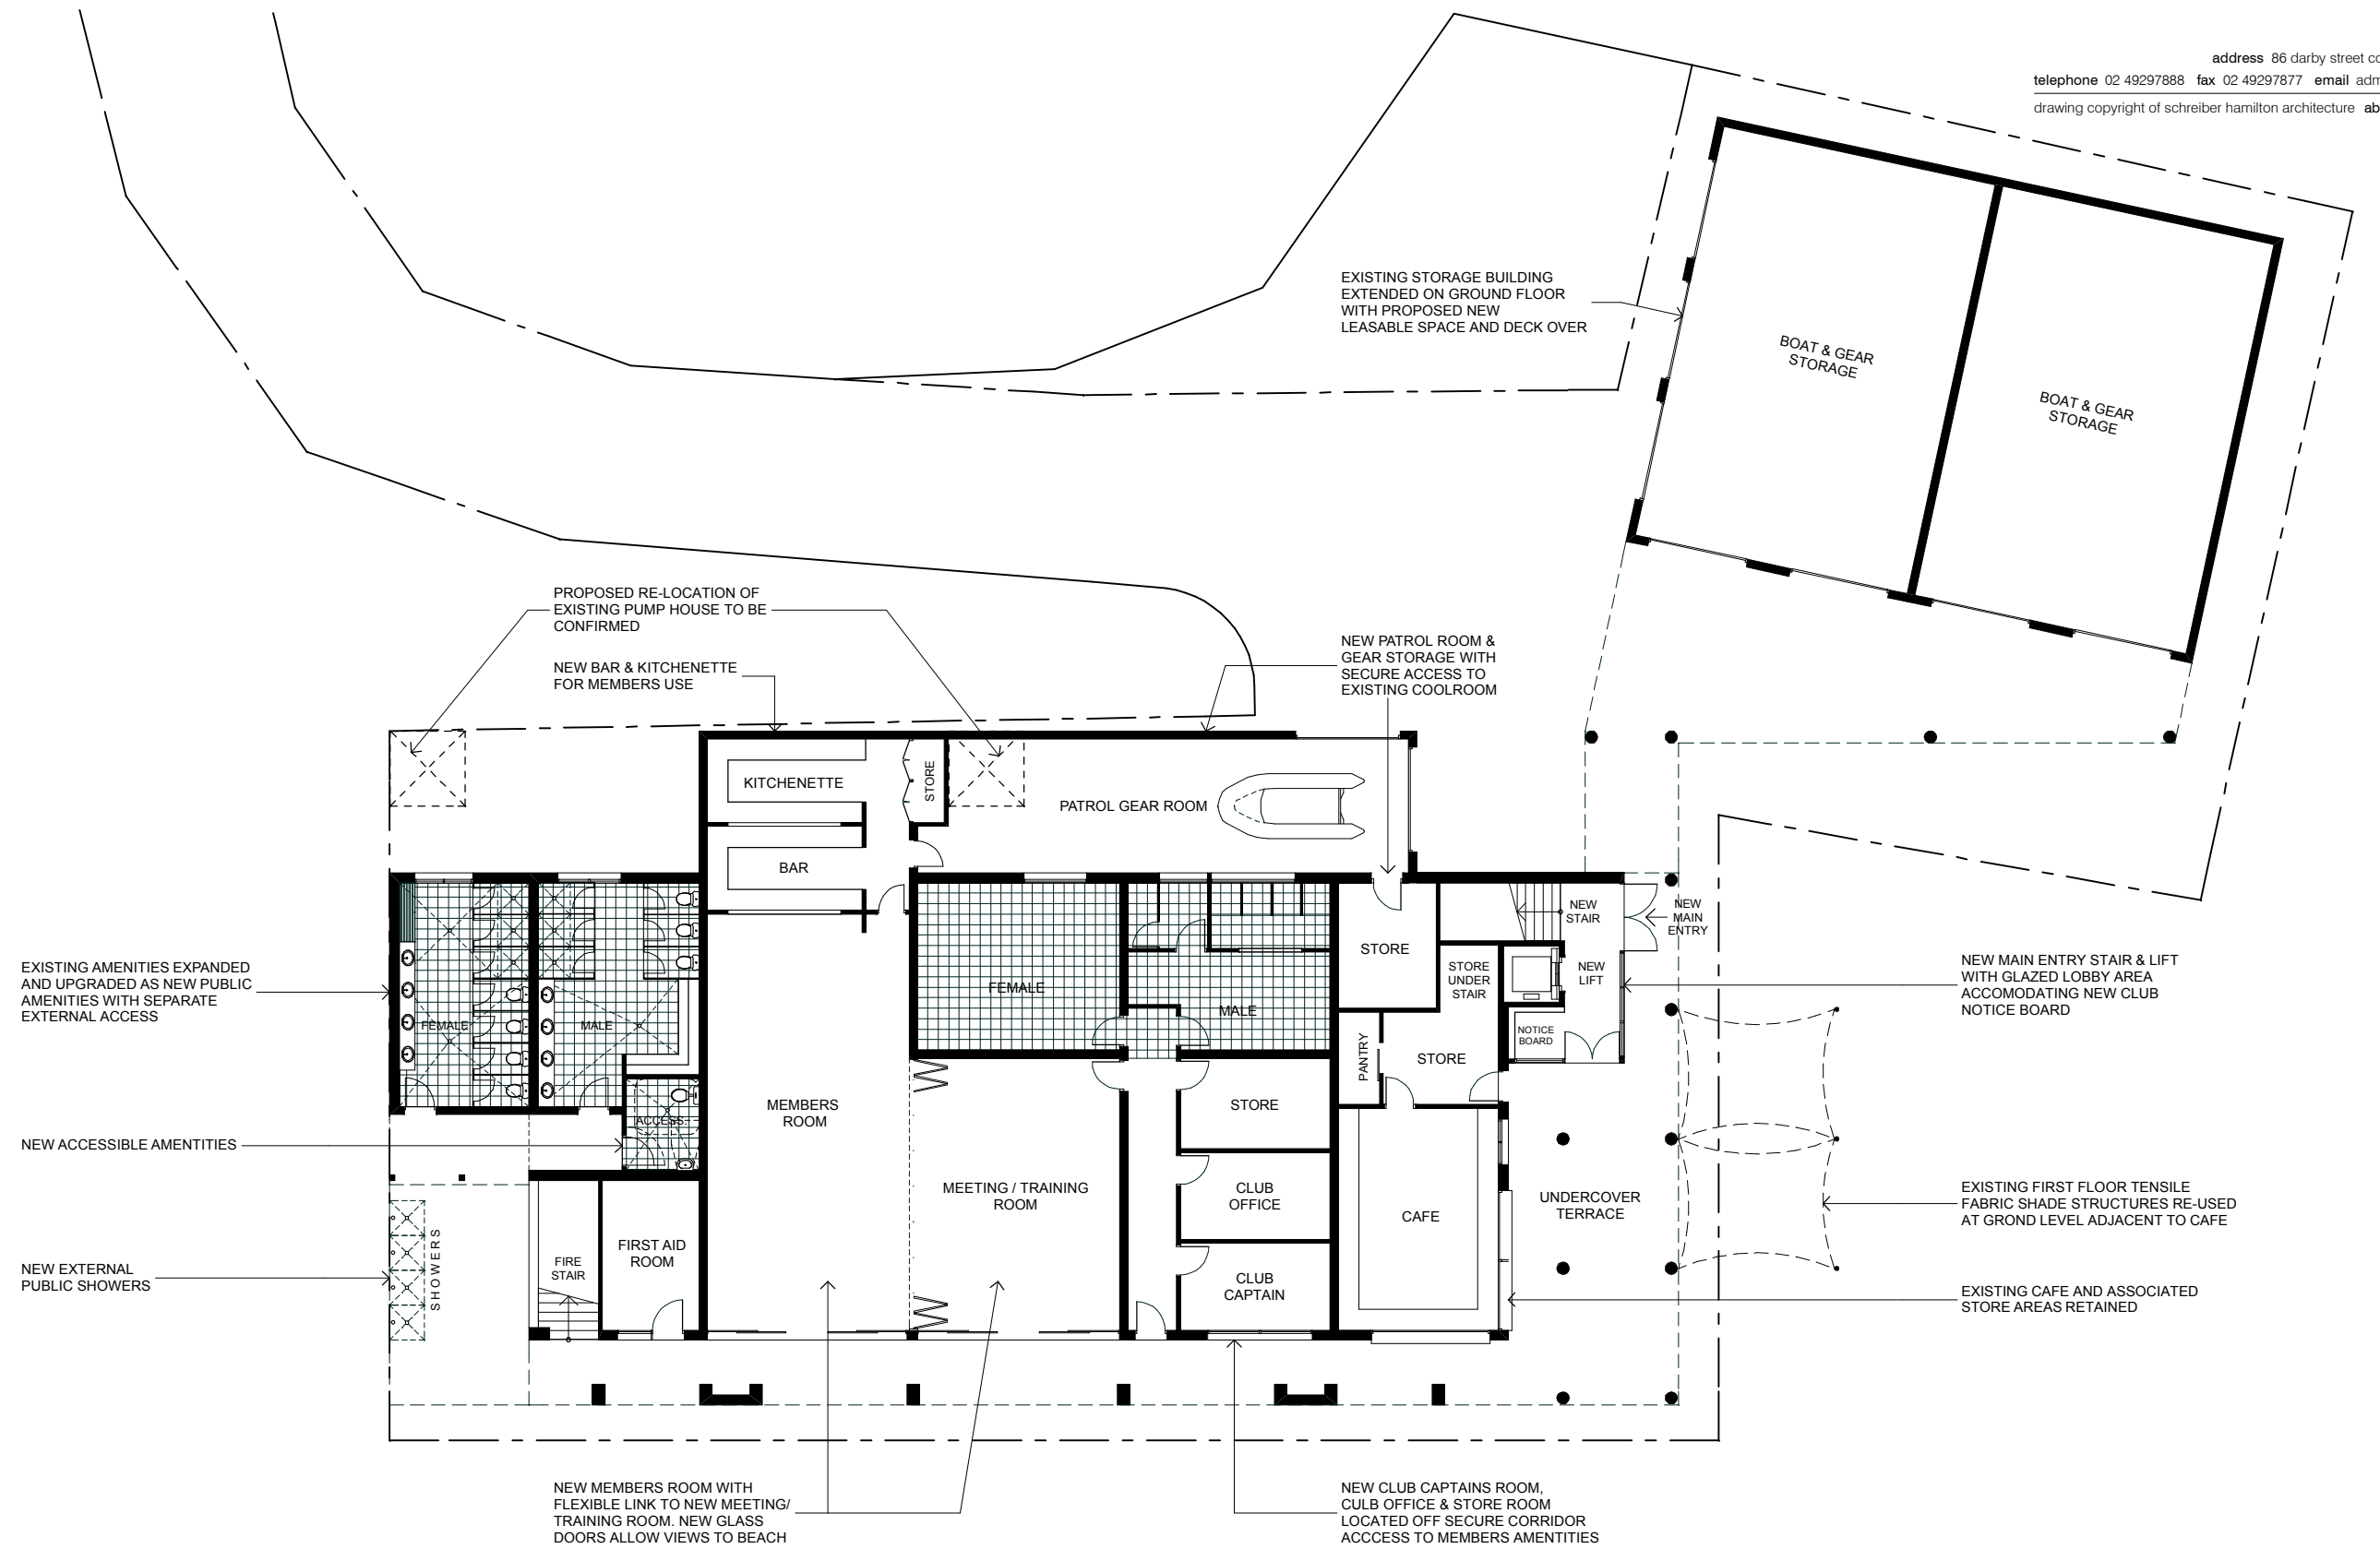 address 86 darby street co
telephone 02 49297888 fax 02 49297877 email adm
drawing copyright of schreiber hamilton architecture ab
EXISTING STORAGE BUILDING
EXTENDED ON GROUND FLOOR
WITH PROPOSED NEW
LEASABLE SPACE AND DECK OVER
BOAT & GEAR
STORAGE
BOAT & GEAR
STORAGE
PROPOSED RE-LOCATION OF
EXISTING PUMP HOUSE TO BE
CONFIRMED
NEW BAR & KITCHENETTE
FOR MEMBERS USE
NEW PATROL ROOM &
GEAR STORAGE WITH
SECURE ACCESS TO
EXISTING COOLROOM
KITCHENETTE
STORE
PATROL GEAR ROOM
BAR
NEW
STAIR
NEW
MAIN
ENTRY
STORE
STORE
UNDER
STAIR
NEW
LIFT
EXISTING AMENITIES EXPANDED
AND UPGRADED AS NEW PUBLIC
AMENITIES WITH SEPARATE
EXTERNAL ACCESS
FEMALE
MALE
FEMALE
MALE
NOTICE
BOARD
NEW MAIN ENTRY STAIR & LIFT
WITH GLAZED LOBBY AREA
ACCOMODATING NEW CLUB
NOTICE BOARD
PANTRY
STORE
MEMBERS
ROOM
STORE
ACCESS
NEW ACCESSIBLE AMENTITIES
MEETING / TRAINING
ROOM
CLUB
OFFICE
CAFE
UNDERCOVER
TERRACE
EXISTING FIRST FLOOR TENSILE
FABRIC SHADE STRUCTURES RE-USED
AT GROND LEVEL ADJACENT TO CAFE
NEW EXTERNAL
PUBLIC SHOWERS
SHOWERS
FIRE
STAIR
FIRST AID
ROOM
CLUB
CAPTAIN
EXISTING CAFE AND ASSOCIATED
STORE AREAS RETAINED
NEW MEMBERS ROOM WITH
FLEXIBLE LINK TO NEW MEETING/
TRAINING ROOM. NEW GLASS
DOORS ALLOW VIEWS TO BEACH
NEW CLUB CAPTAINS ROOM,
CULB OFFICE & STORE ROOM
LOCATED OFF SECURE CORRIDOR
ACCCESS TO MEMBERS AMENTITIES